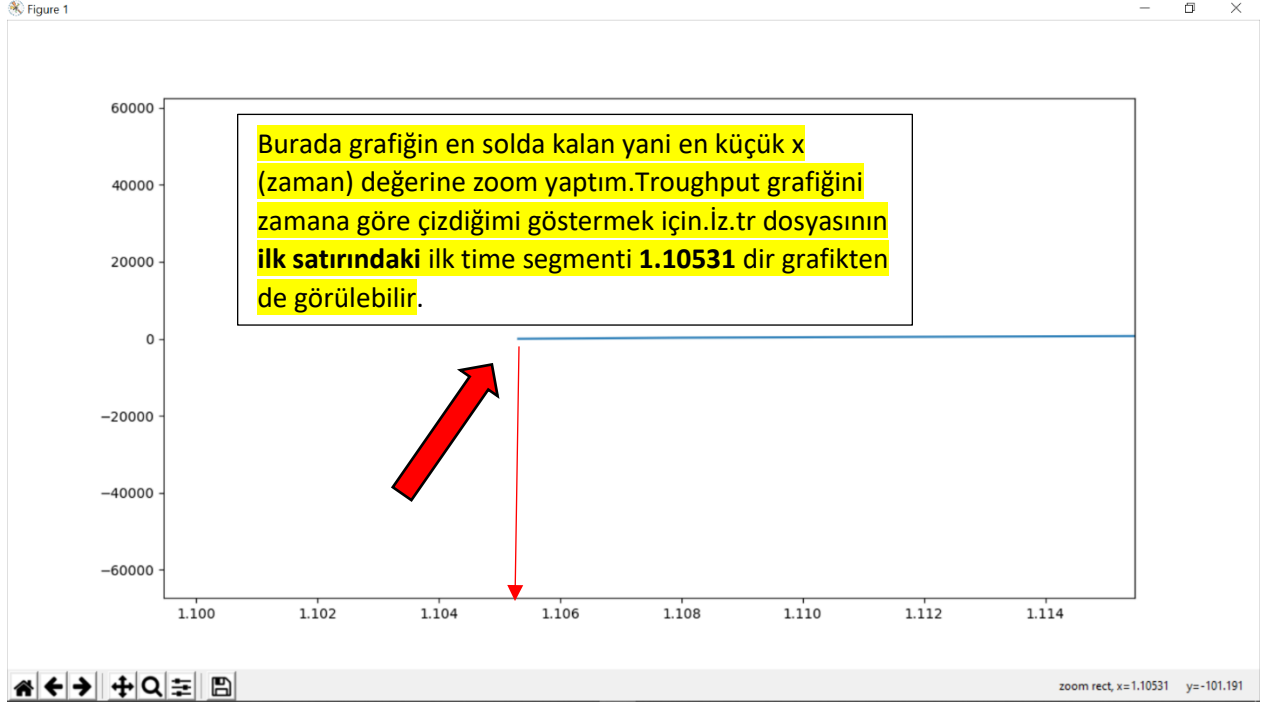 Figure 1
60000
40000
20000
0
−20000
−40000
−60000
Burada grafiğin en solda kalan yani en küçük x
(zaman) değerine zoom yaptım.Troughput grafiğini
zamana göre çizdiğimi göstermek için.İz.tr dosyasının
ilk satırındaki ilk time segmenti 1.10531 dir grafikten
de görülebilir.
1.100 1.102 1.104 1.106 1.108 1.110 1.112 1.114
zoom rect, x=1.10531 y=-101.191